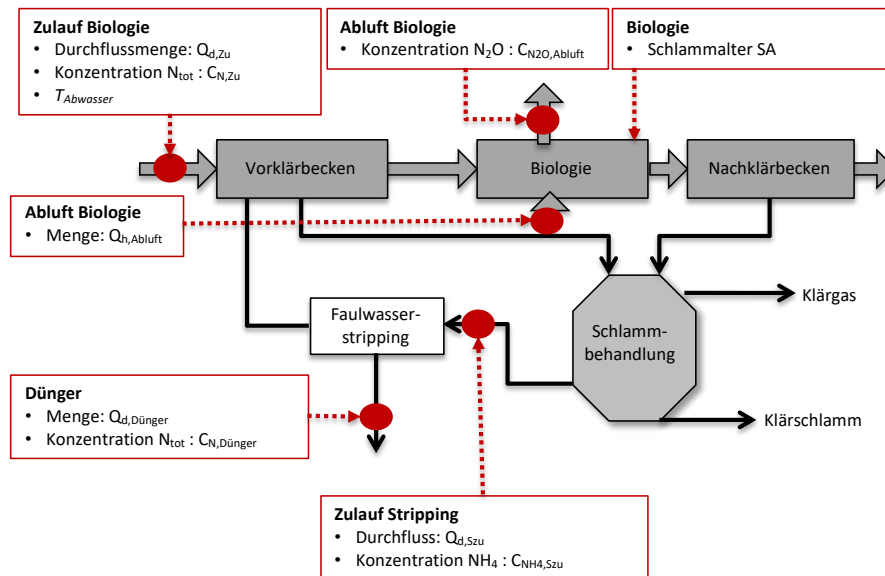 Zulauf Biologie
• Durchflussmenge: Qd,Zu
• Konzentration Ntot : CN,Zu
• TAbwasser
Abluft Biologie
• Konzentration N2O : CN2O,Abluft
Biologie
• Schlammalter SA
Vorklärbecken
Biologie
Nachklärbecken
Abluft Biologie
• Menge: Qh,Abluft
Faulwasser-
stripping
Schlamm-
behandlung
Klärgas
Klärschlamm
Dünger
• Menge: Qd,Dünger
• Konzentration Ntot : CN,Dünger
Zulauf Stripping
• Durchfluss: Qd,Szu
• Konzentration NH4 : CNH4,Szu